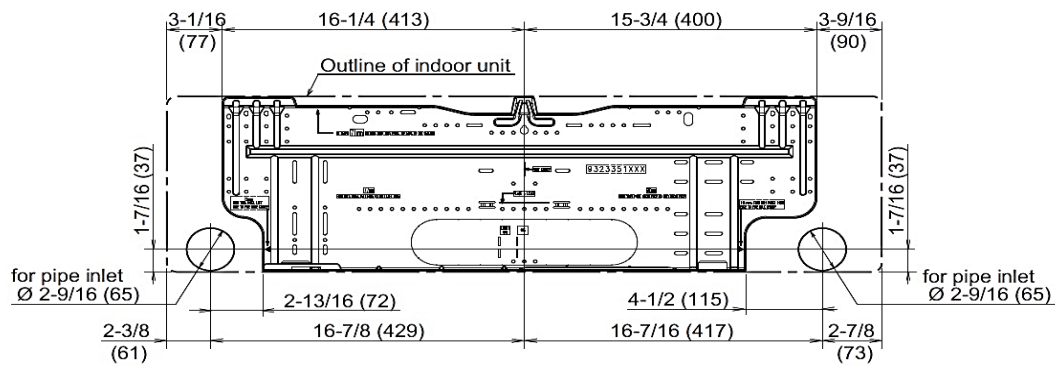 3-1/16
(77)
16-1/4 (413)
15-3/4 (400)
3-9/16
(90)
Outline of indoor unit
9323351XXX
1-7/16 (37)
1-7/16 (37)
for pipe inlet
Ø 2-9/16 (65)
for pipe inlet
Ø 2-9/16 (65)
2-13/16 (72)
4-1/2 (115)
2-3/8
(61)
16-7/8 (429)
16-7/16 (417)
2-7/8
(73)